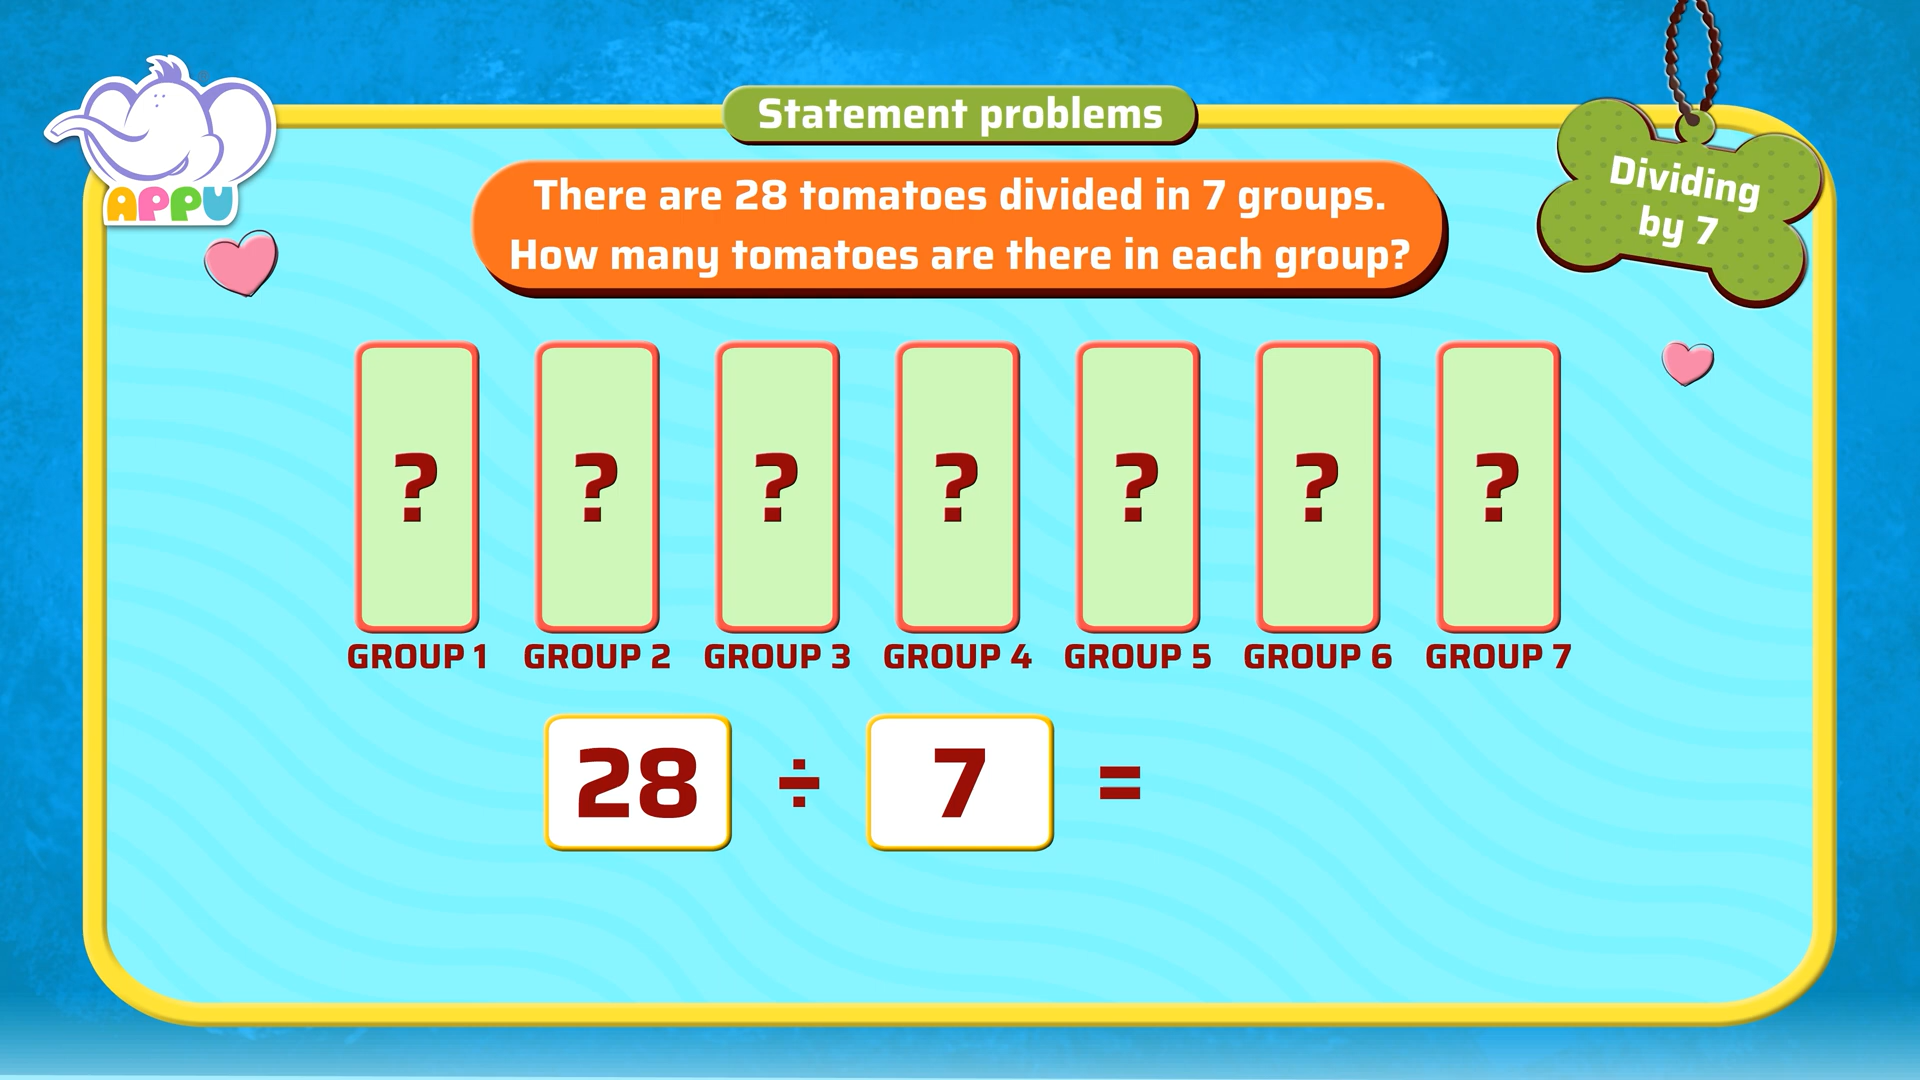 APPU
Statement problems
There are 28 tomatoes divided in 7 groups.
How many tomatoes are there in each group?
Dividing
by 7
? ? ? ? ? ? ?
GROUP 1 GROUP 2 GROUP 3 GROUP 4 GROUP 5 GROUP 6 GROUP 7
28 ÷ 7 =